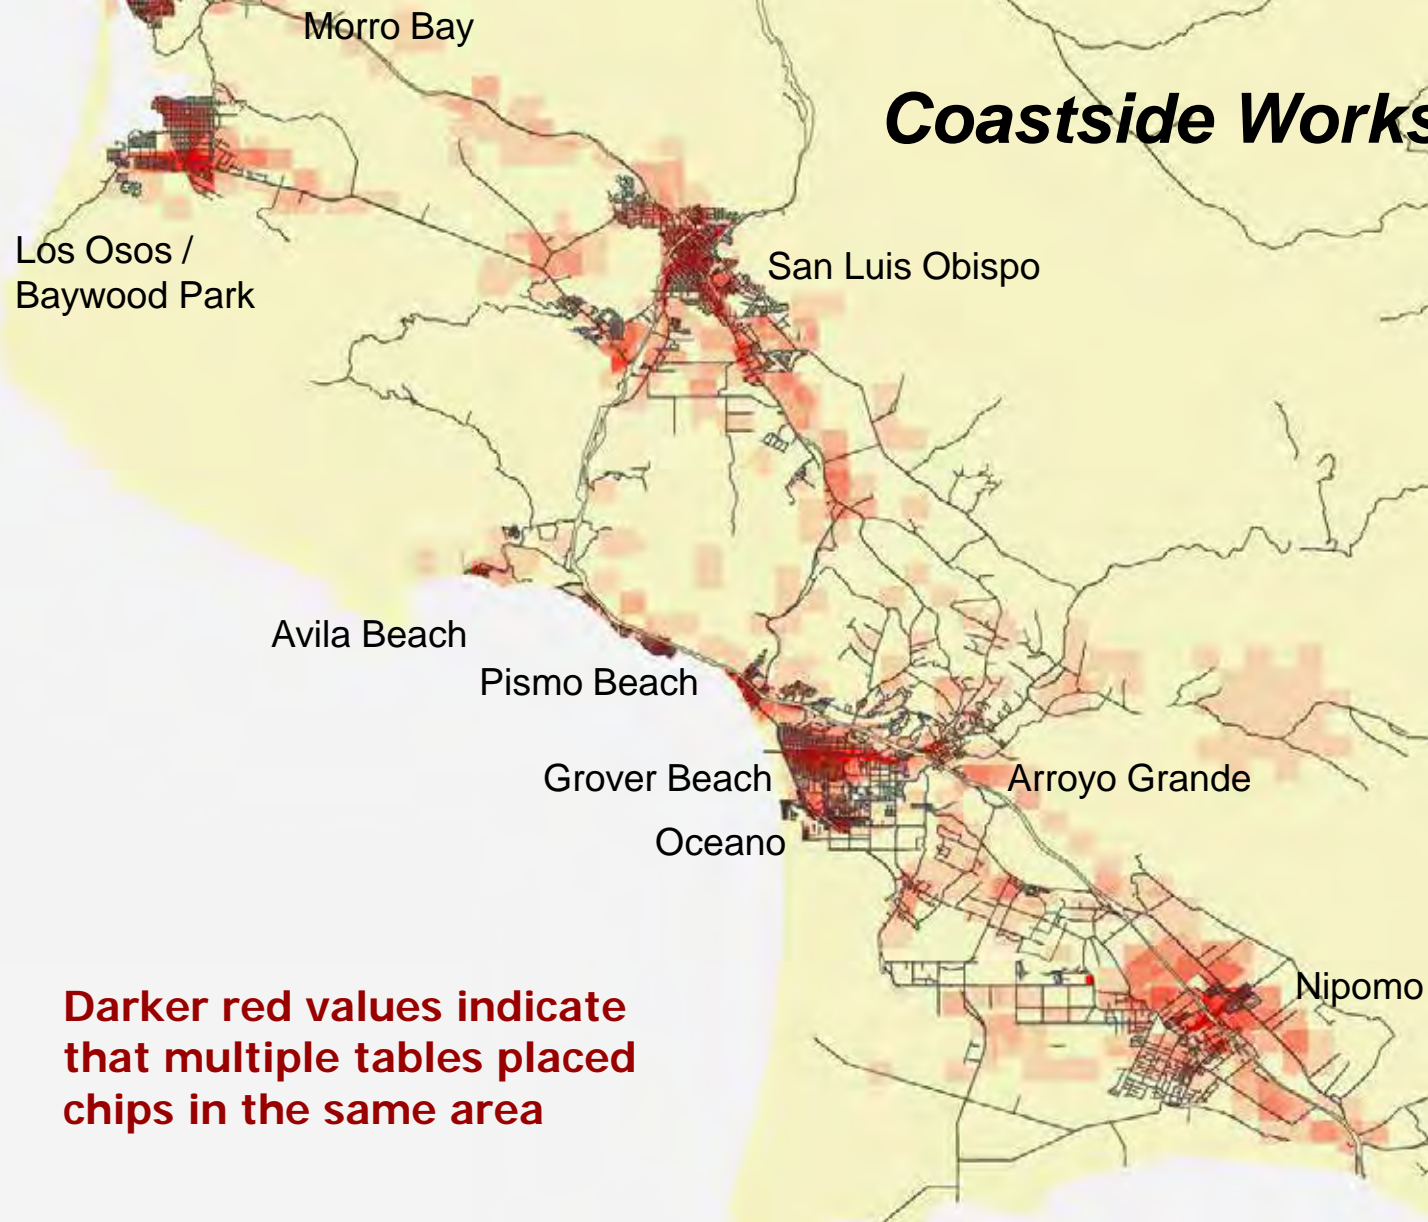 Morro Bay
Coastside Works
Los Osos /
Baywood Park
San Luis Obispo
Avila Beach
Pismo Beach
Grover Beach
Arroyo Grande
Oceano
Nipomo
Darker red values indicate
that multiple tables placed
chips in the same area